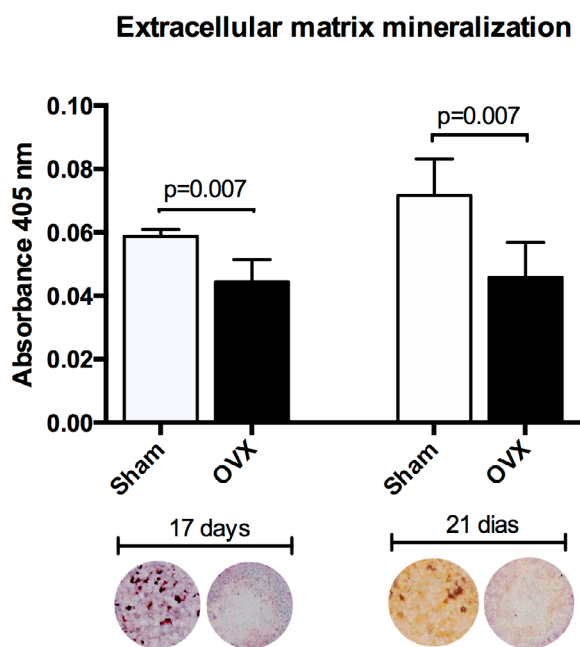 Extracellular matrix mineralization
Absorbance 405 nm
0.10
0.08
0.06
0.04
0.02
0.00
p=0.007
p=0.007
Sham
OVX
Sham
OVX
17 days
21 dias